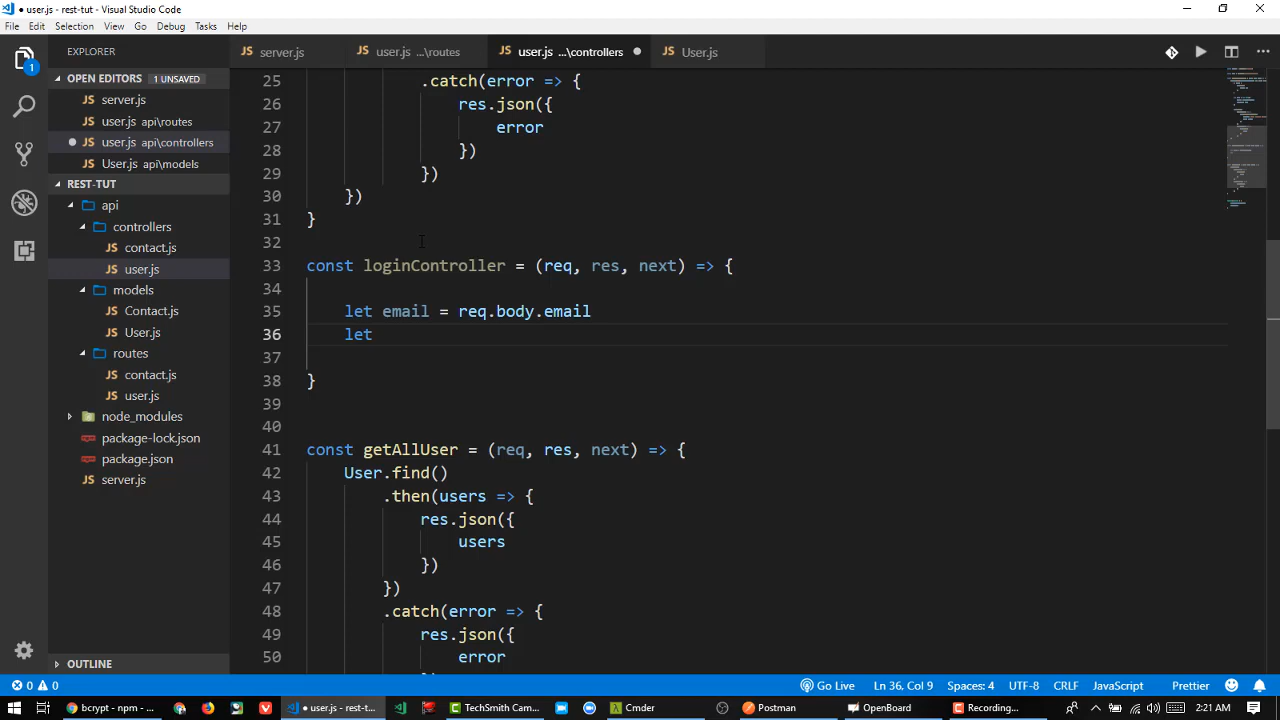 ● user.js - rest-tut - Visual Studio Code
File Edit Selection View Go Debug Tasks Help
EXPLORER
server.js
user.js ...\routes
user.js ...\controllers
User.js
OPEN EDITORS 1 UNSAVED
server.js
user.js api\routes
user.js api\controllers
User.js api\models
REST-TUT
api
controllers
contact.js
user.js
models
Contact.js
User.js
routes
contact.js
user.js
node_modules
package-lock.json
package.json
server.js
OUTLINE
1
25 .catch(error => {
26 res.json({
27 error
28 })
29 })
30 })
31 }
32
33 const loginController = (req, res, next) => {
34
35 let email = req.body.email
36 let
37
38 }
39
40
41 const getAllUser = (req, res, next) => {
42 User.find()
43 .then(users => {
44 res.json({
45 users
46 })
47 })
48 .catch(error => {
49 res.json({
50 error
0 0
Go Live Ln 36, Col 9 Spaces: 4 UTF-8 CRLF JavaScript Prettier
bcrypt - npm - ...
● user.js - rest-t...
TechSmith Cam...
Cmder
Postman
OpenBoard
Recording...
2:21 AM